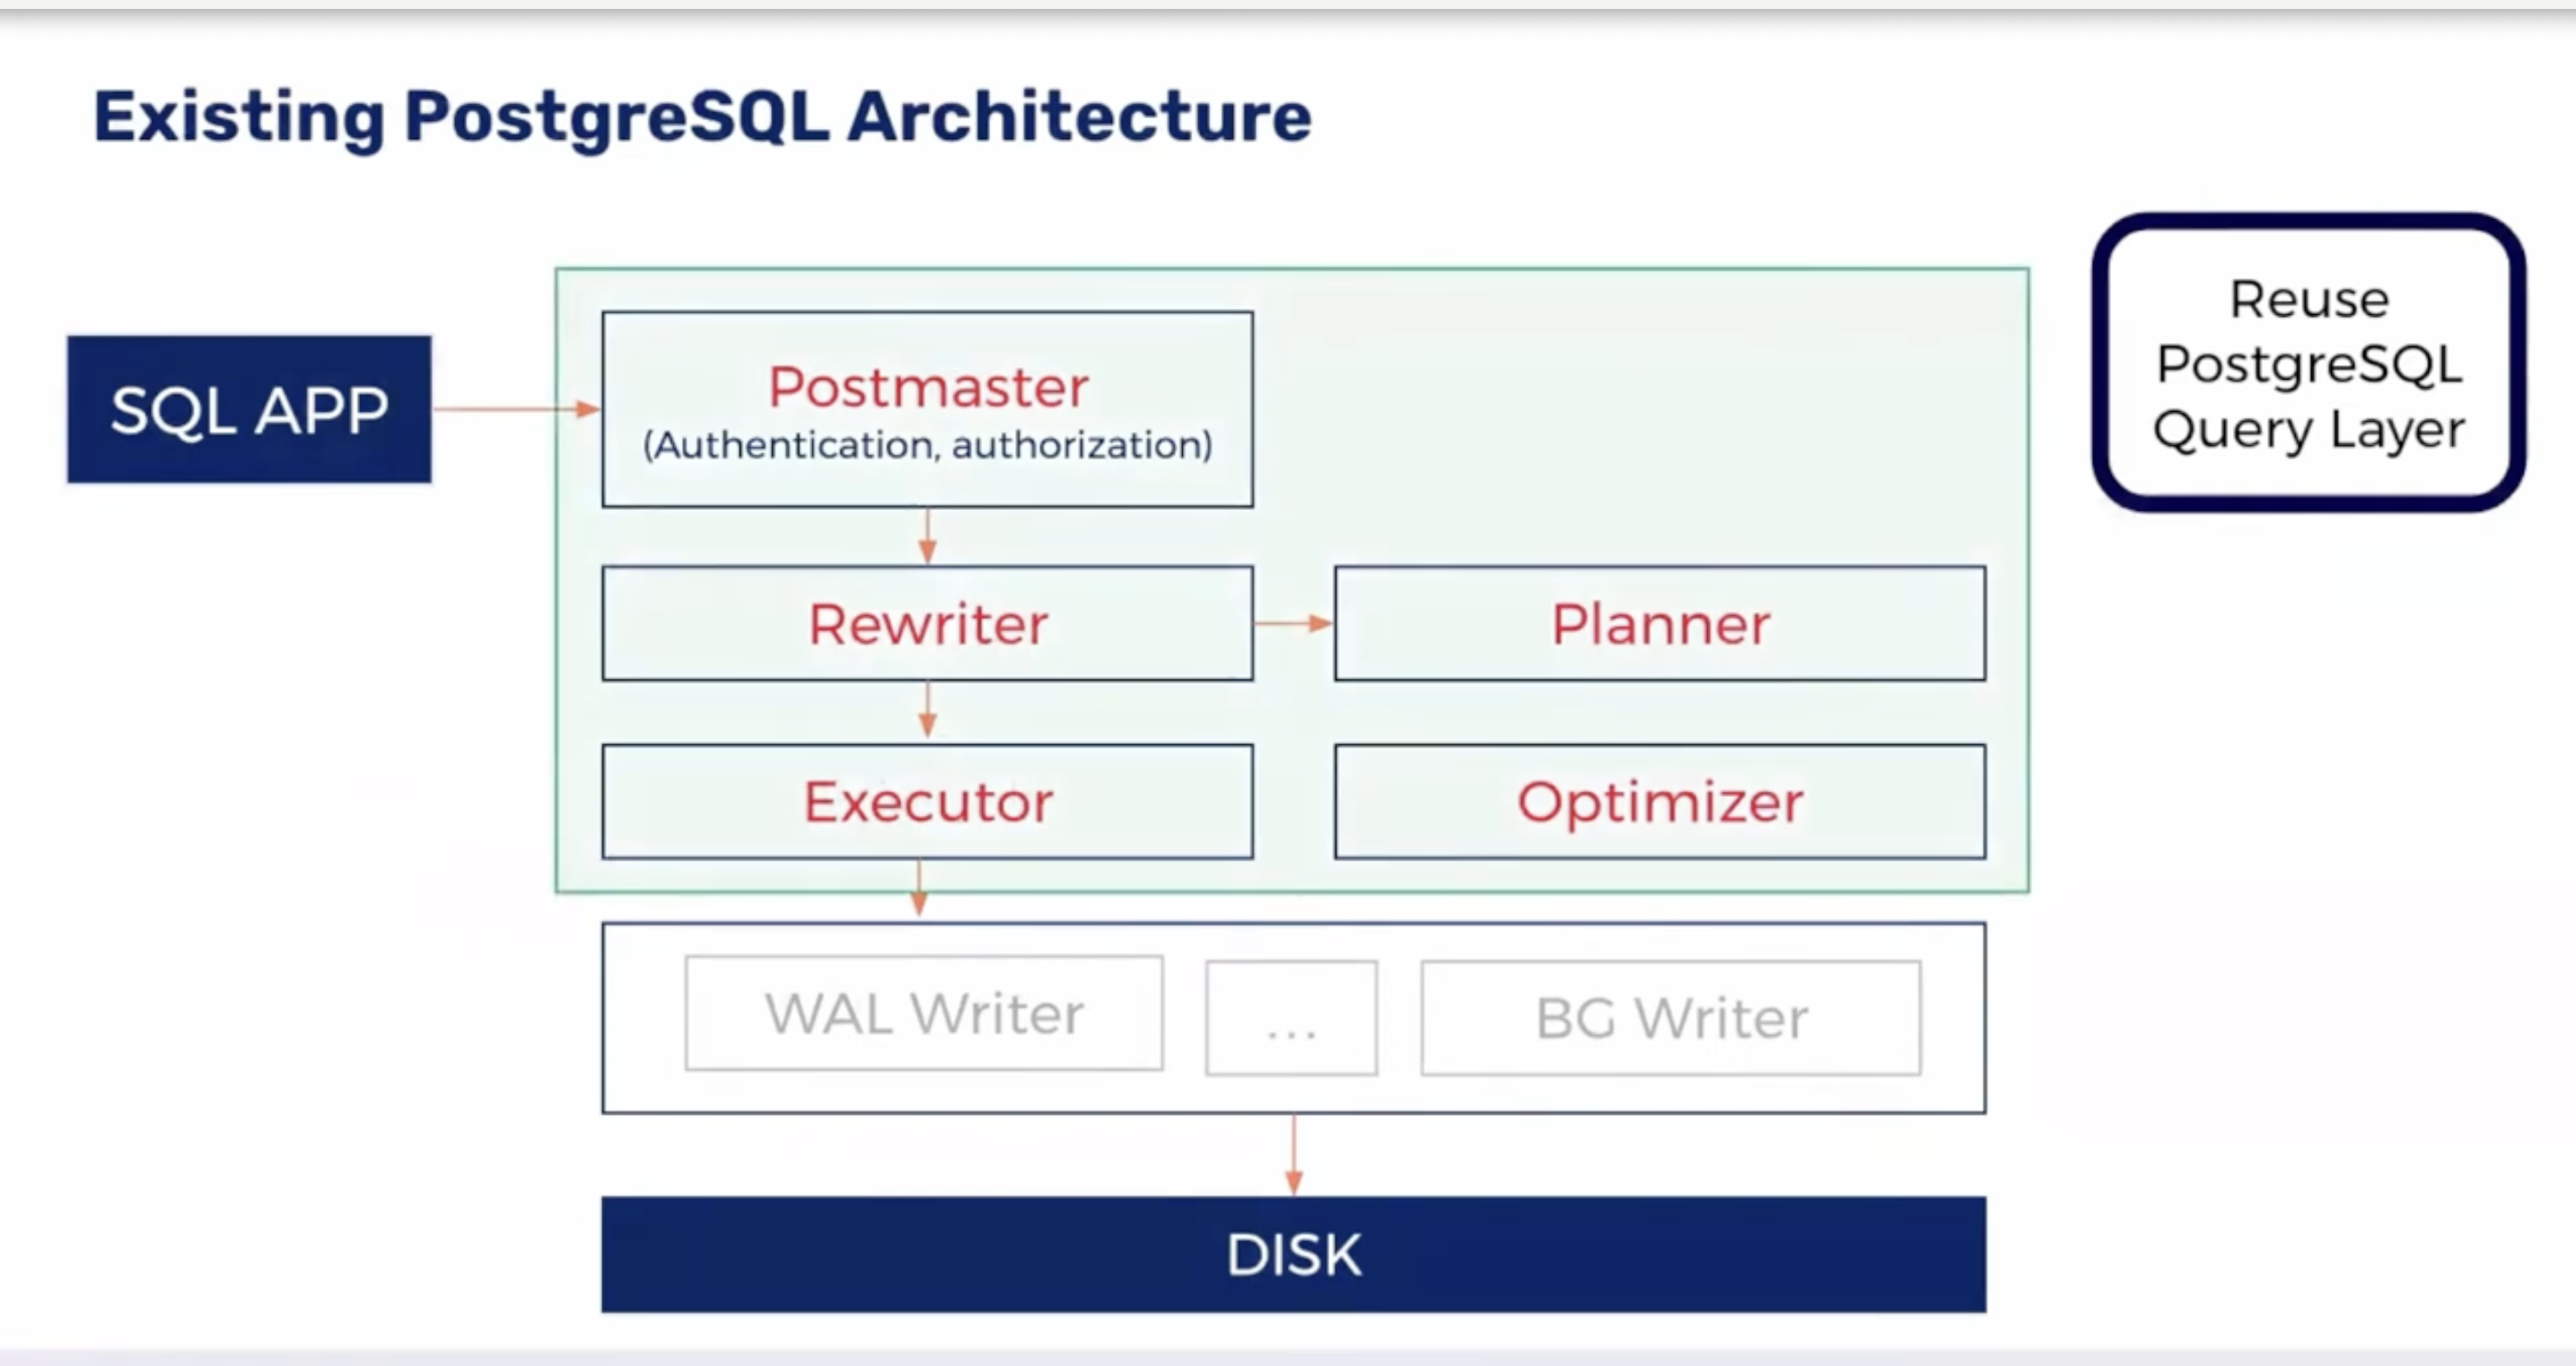 Existing PostgreSQL Architecture
Reuse
PostgreSQL
Query Layer
SQL APP
Postmaster
(Authentication, authorization)
Rewriter
Planner
Executor
Optimizer
WAL Writer
...
BG Writer
DISK